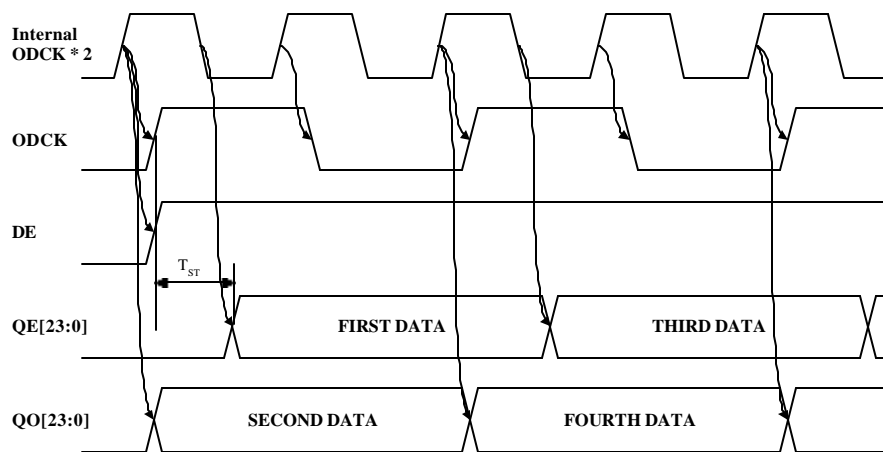 Internal
ODCK * 2
ODCK
DE
TST
QE[23:0] FIRST DATA THIRD DATA
QO[23:0] SECOND DATA FOURTH DATA